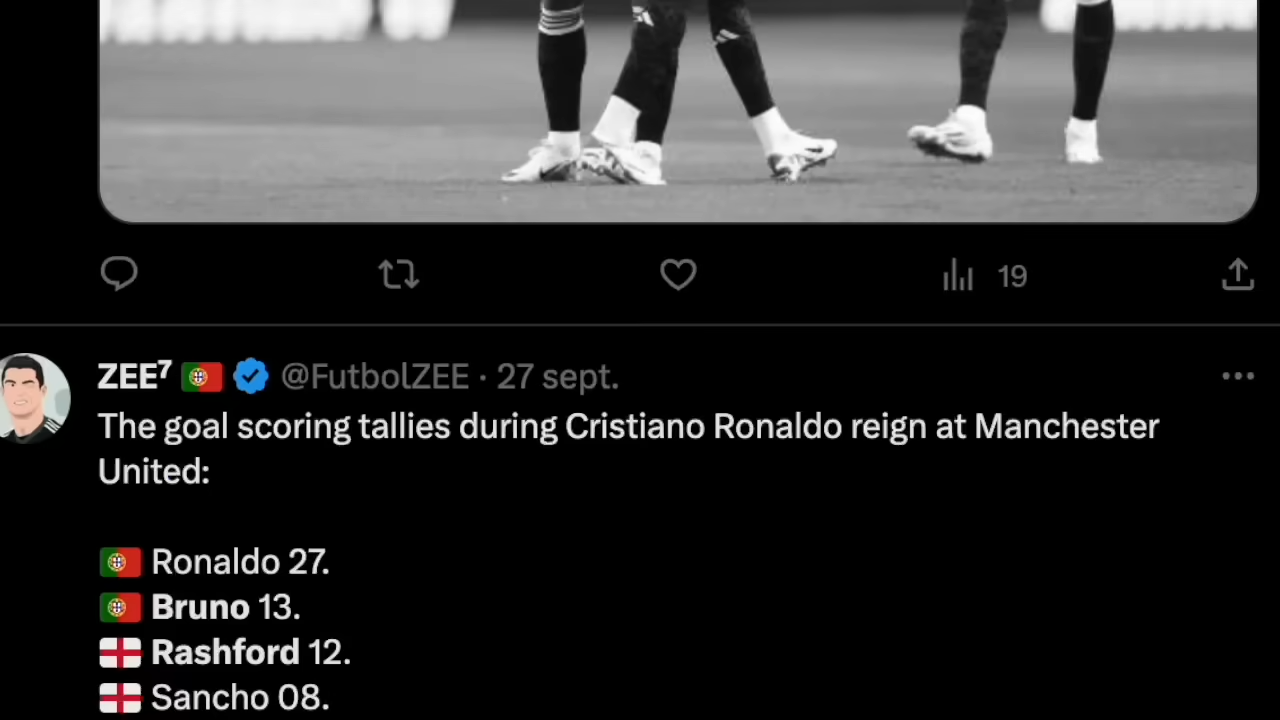 19
ZEE⁷ 🇵🇹 @FutbolZEE · 27 sept.
The goal scoring tallies during Cristiano Ronaldo reign at Manchester
United:
🇵🇹 Ronaldo 27.
🇵🇹 Bruno 13.
🏴󠁧󠁢󠁥󠁮󠁧󠁿 Rashford 12.
🏴󠁧󠁢󠁥󠁮󠁧󠁿 Sancho 08.